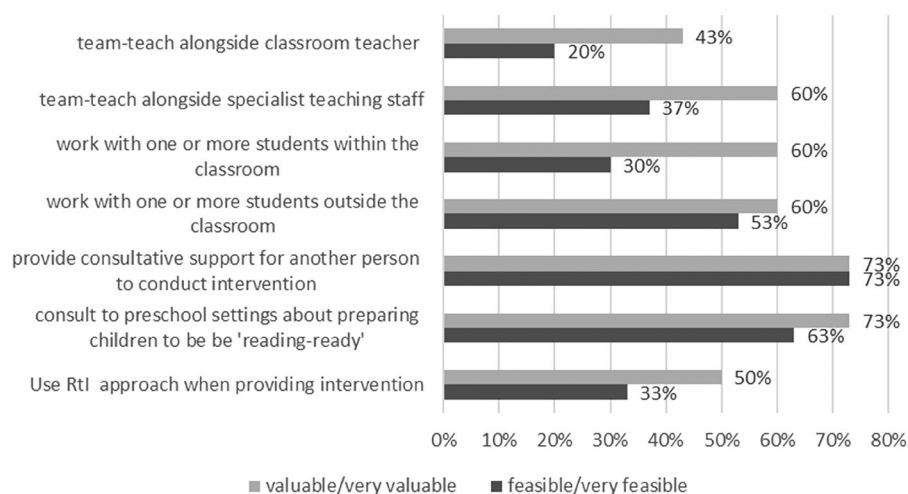 team-teach alongside classroom teacher
43%
20%
team-teach alongside specialist teaching staff
60%
37%
work with one or more students within the
classroom
60%
30%
work with one or more students outside the
classroom
60%
53%
provide consultative support for another person
to conduct intervention
73%
73%
consult to preschool settings about preparing
children to be be 'reading-ready'
73%
63%
Use RtI approach when providing intervention
50%
33%
0% 10% 20% 30% 40% 50% 60% 70% 80%
valuable/very valuable feasible/very feasible